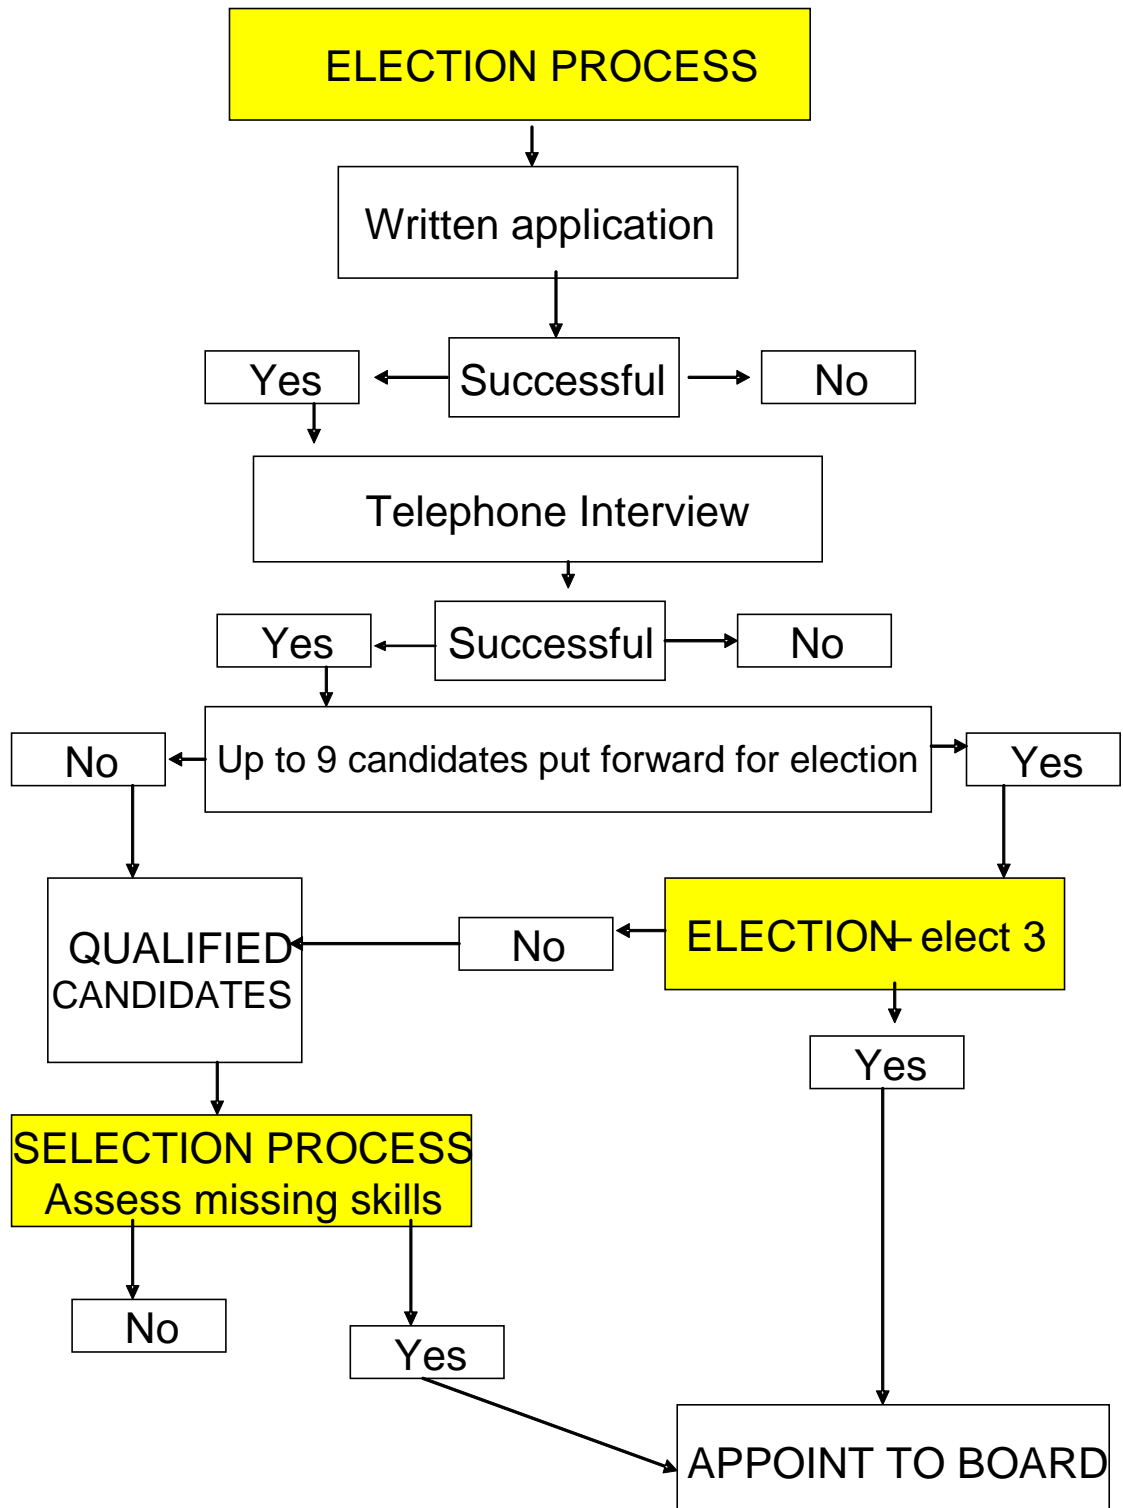 ELECTION PROCESS
Written application
Yes
Successful
No
Telephone Interview
Yes
Successful
No
No
Up to 9 candidates put forward for election
Yes
QUALIFIED
CANDIDATES
No
ELECTION– elect 3
Yes
SELECTION PROCESS
Assess missing skills
No
Yes
APPOINT TO BOARD